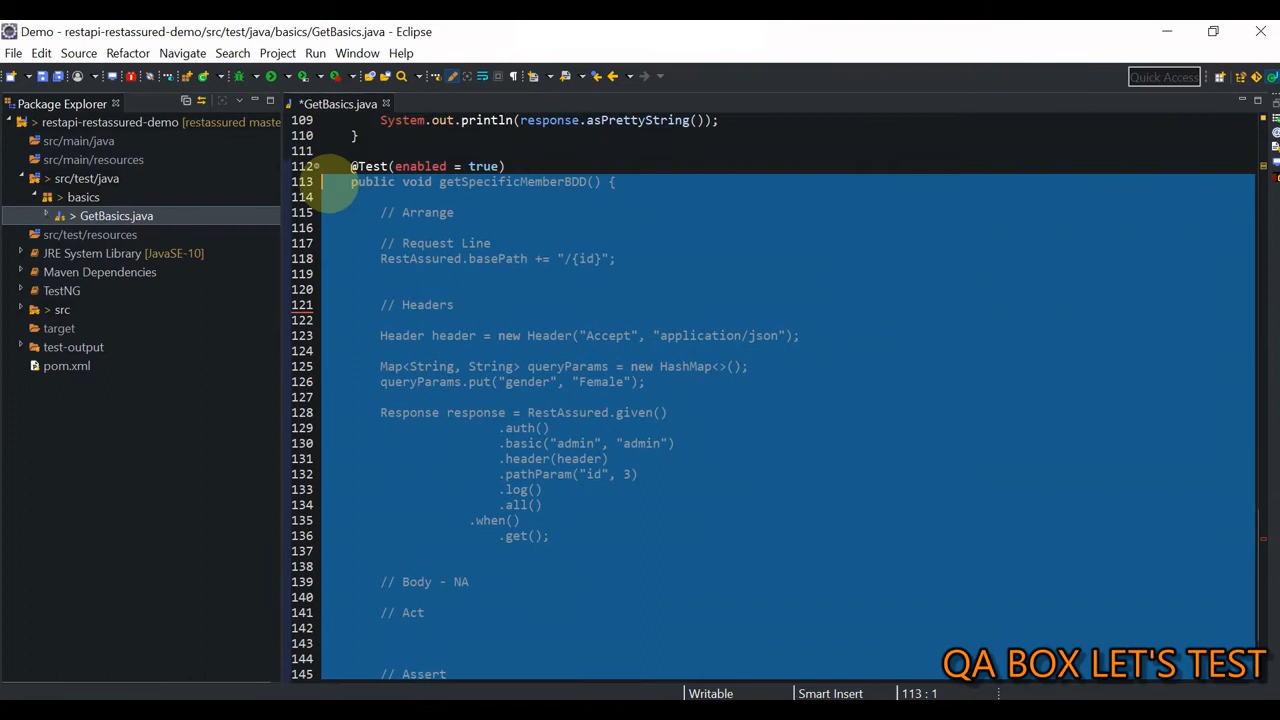 Demo - restapi-restassured-demo/src/test/java/basics/GetBasics.java - Eclipse
File Edit Source Refactor Navigate Search Project Run Window Help
Quick Access
Package Explorer
*GetBasics.java
restapi-restassured-demo [restassured maste
src/main/java
src/main/resources
src/test/java
basics
> GetBasics.java
src/test/resources
JRE System Library [JavaSE-10]
Maven Dependencies
TestNG
> src
target
test-output
pom.xml
109 System.out.println(response.asPrettyString());
110 }
111
112 @Test(enabled = true)
113 public void getSpecificMemberBDD() {
114
115 // Arrange
116
117 // Request Line
118 RestAssured.basePath += "/{id}";
119
120
121 // Headers
122
123 Header header = new Header("Accept", "application/json");
124
125 Map<String, String> queryParams = new HashMap<>();
126 queryParams.put("gender", "Female");
127
128 Response response = RestAssured.given()
129 .auth()
130 .basic("admin", "admin")
131 .header(header)
132 .pathParam("id", 3)
133 .log()
134 .all()
135 .when()
136 .get();
137
138
139 // Body - NA
140
141 // Act
142
143
144
145 // Assert
QA BOX LET'S TEST
Writable Smart Insert 113 : 1